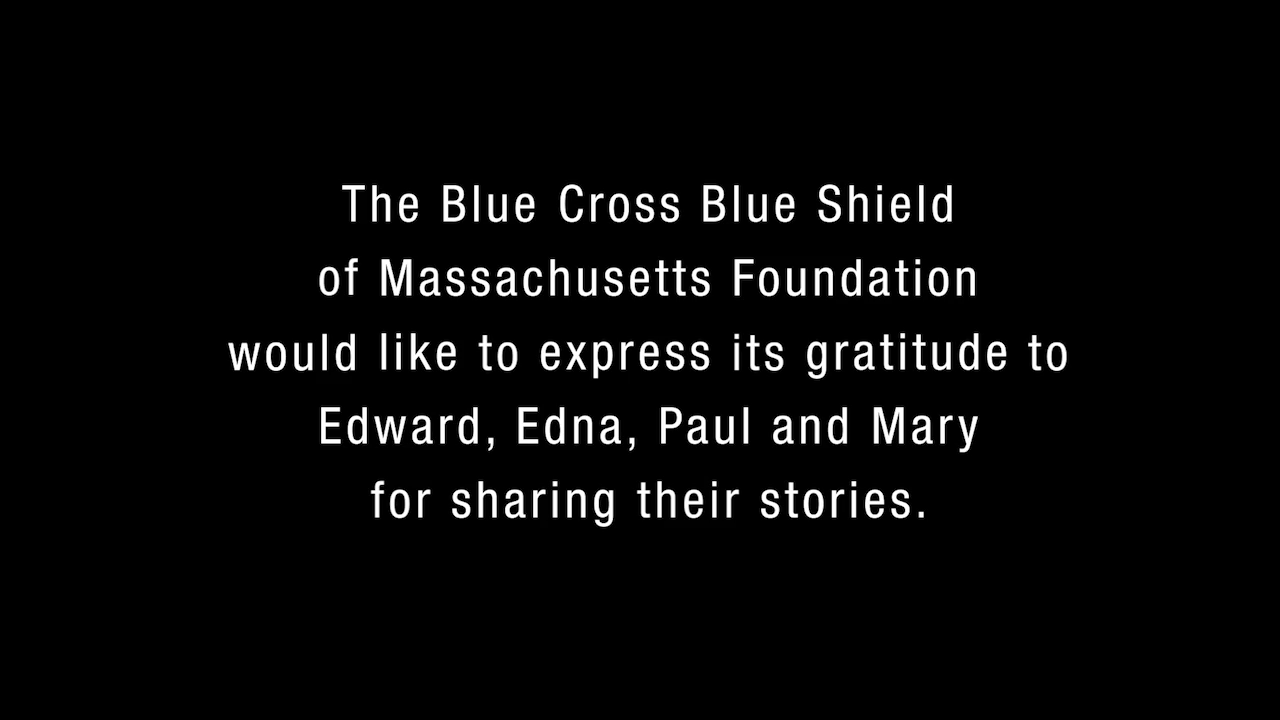 The Blue Cross Blue Shield
of Massachusetts Foundation
would like to express its gratitude to
Edward, Edna, Paul and Mary
for sharing their stories.